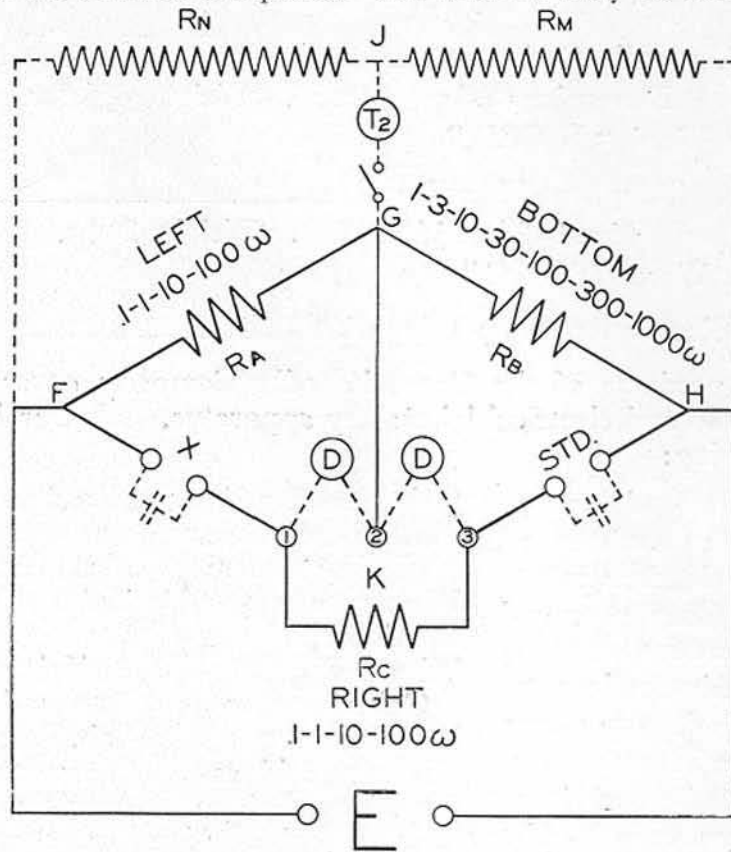 RN
J
RM
T2
G
LEFT
.1-1-10-100ω
BOTTOM
1-3-10-30-100-300-1000ω
RA
RB
F
H
X
D
D
STD.
1
2
3
K
RC
RIGHT
.1-1-10-100ω
E